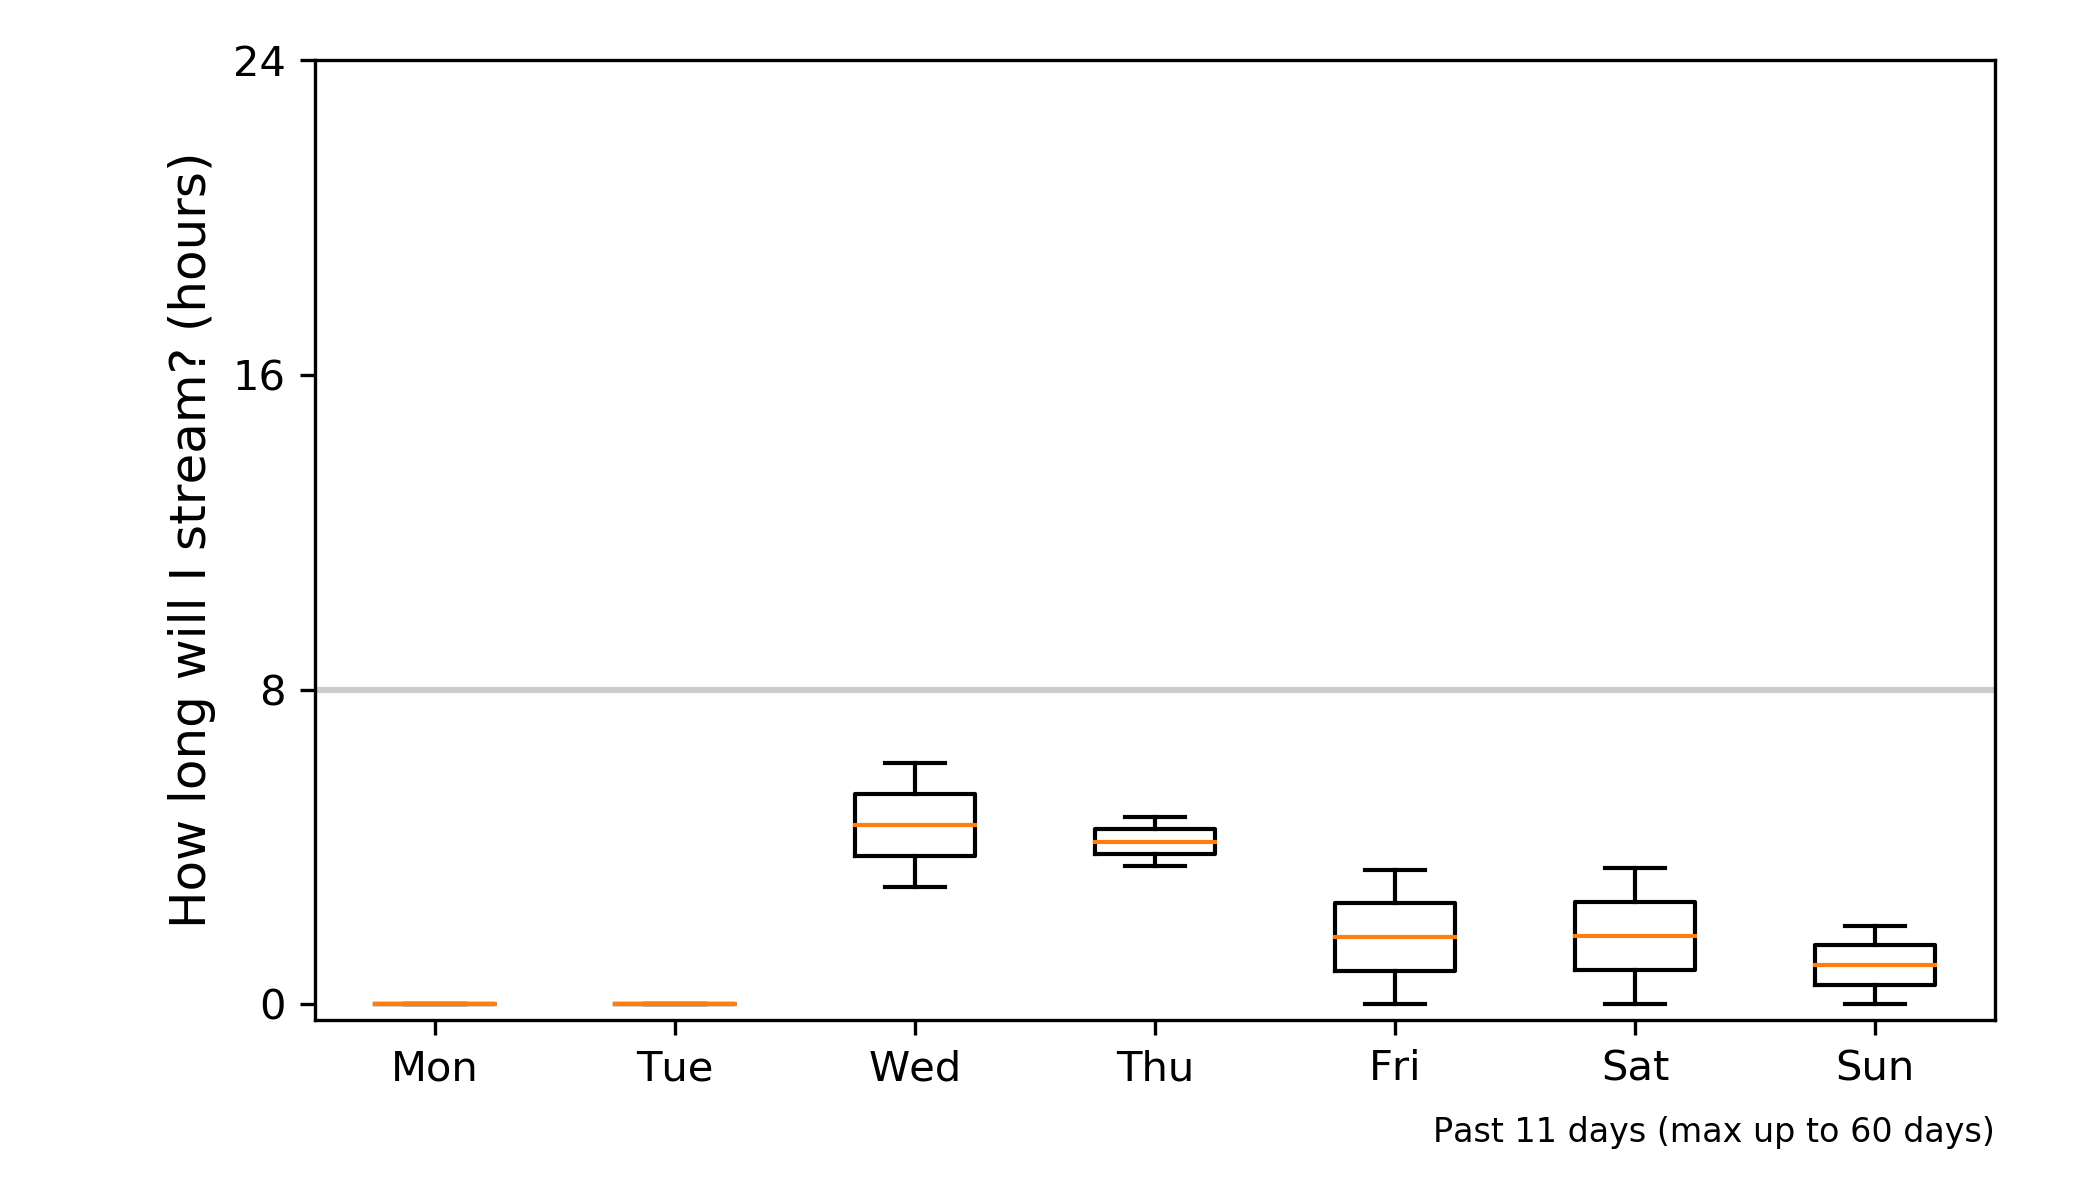 How long will I stream? (hours)
24
16
8
0
Mon Tue Wed Thu Fri Sat Sun
Past 11 days (max up to 60 days)